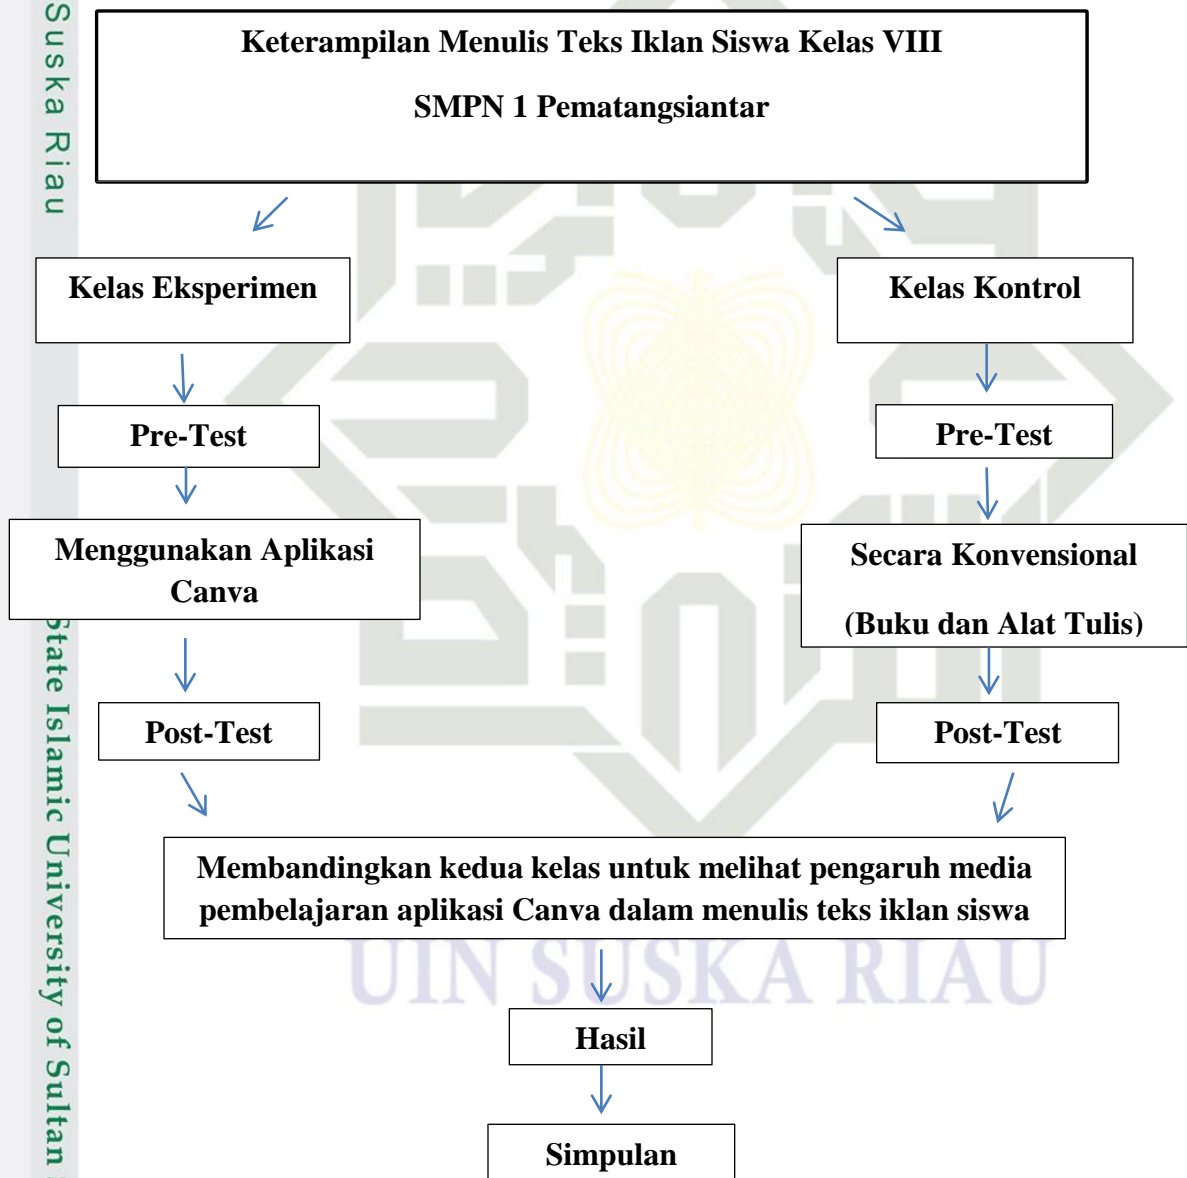 Suska Riau
Keterampilan Menulis Teks Iklan Siswa Kelas VIII
SMPN 1 Pematangsiantar
Kelas Eksperimen
Kelas Kontrol
Pre-Test
Pre-Test
Menggunakan Aplikasi
Canva
Secara Konvensional
(Buku dan Alat Tulis)
Post-Test
Post-Test
Membandingkan kedua kelas untuk melihat pengaruh media
pembelajaran aplikasi Canva dalam menulis teks iklan siswa
UIN SUSKA RIAU
Hasil
Simpulan
State Islamic University of Sultan